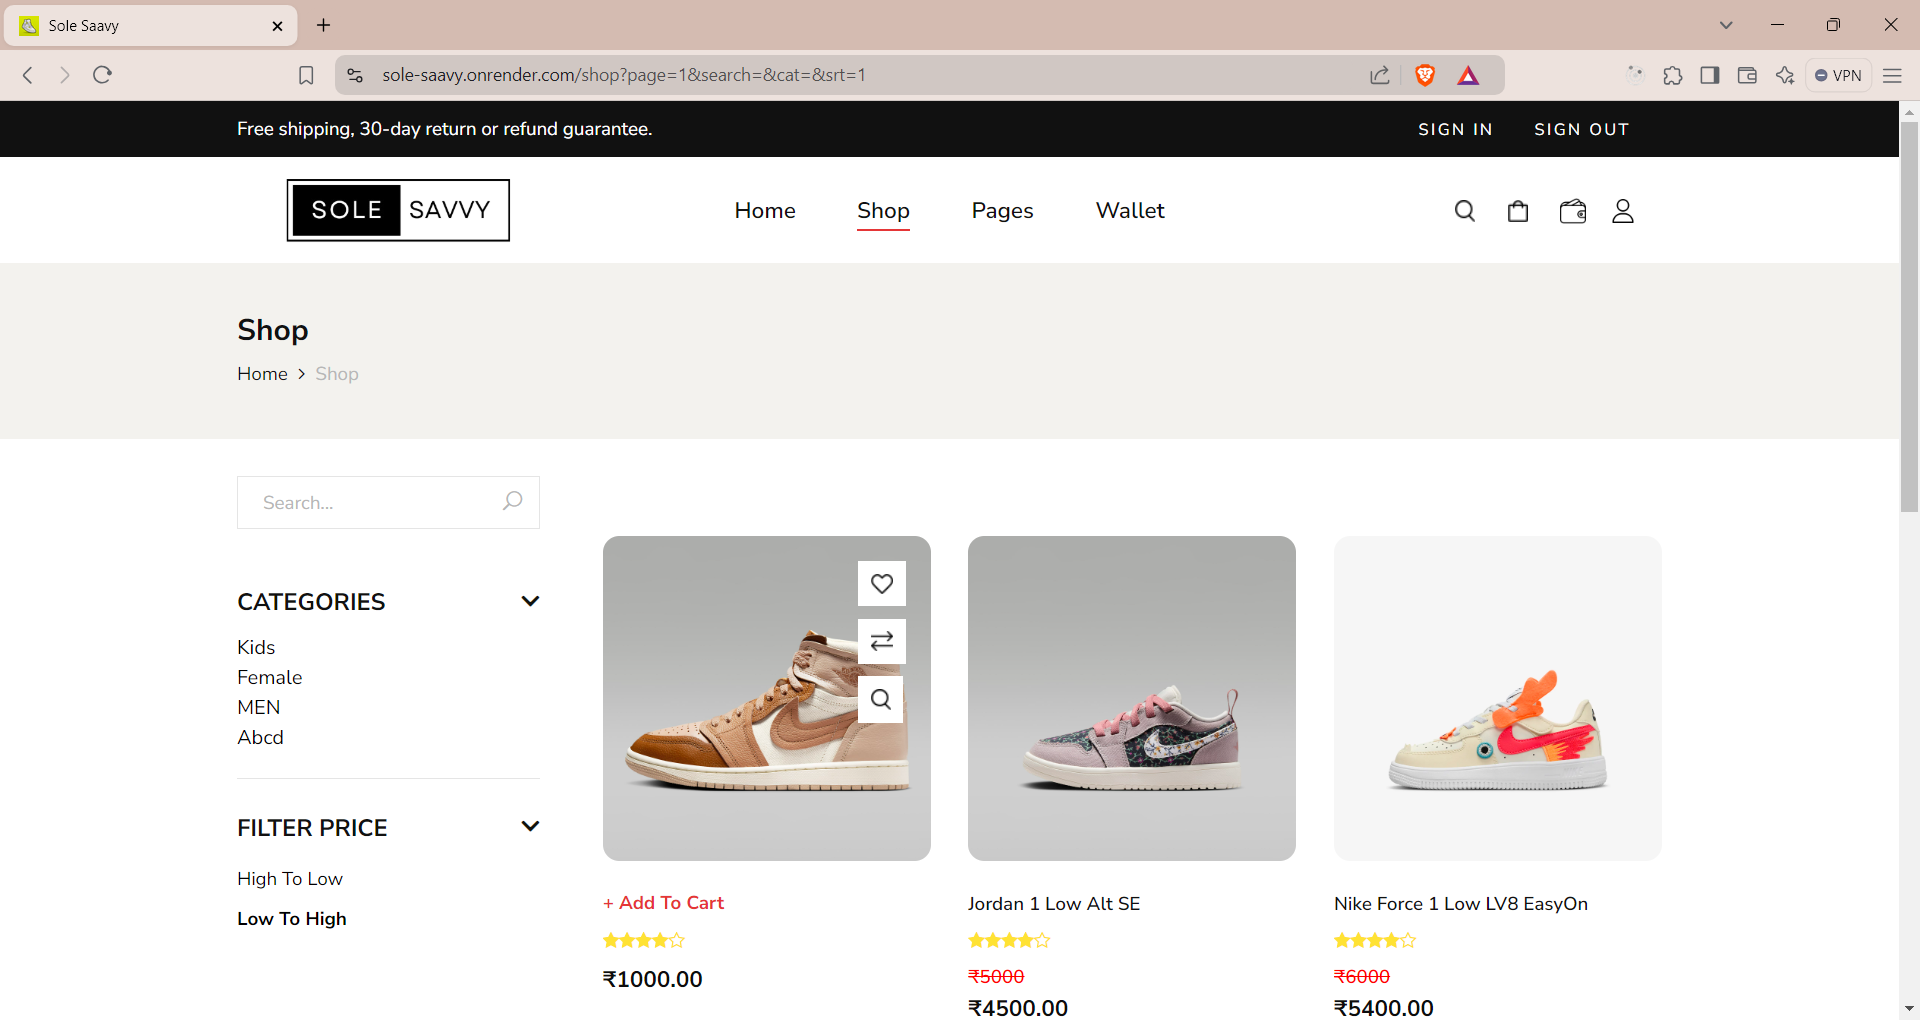 Sole Saavy
sole-saavy.onrender.com/shop?page=1&search=&cat=&srt=1
VPN
Free shipping, 30-day return or refund guarantee.
SIGN IN
SIGN OUT
SOLE SAVVY
Home
Shop
Pages
Wallet
Shop
Home > Shop
Search...
CATEGORIES
Kids
Female
MEN
Abcd
FILTER PRICE
High To Low
Low To High
+ Add To Cart
₹1000.00
Jordan 1 Low Alt SE
₹5000
₹4500.00
Nike Force 1 Low LV8 EasyOn
₹6000
₹5400.00